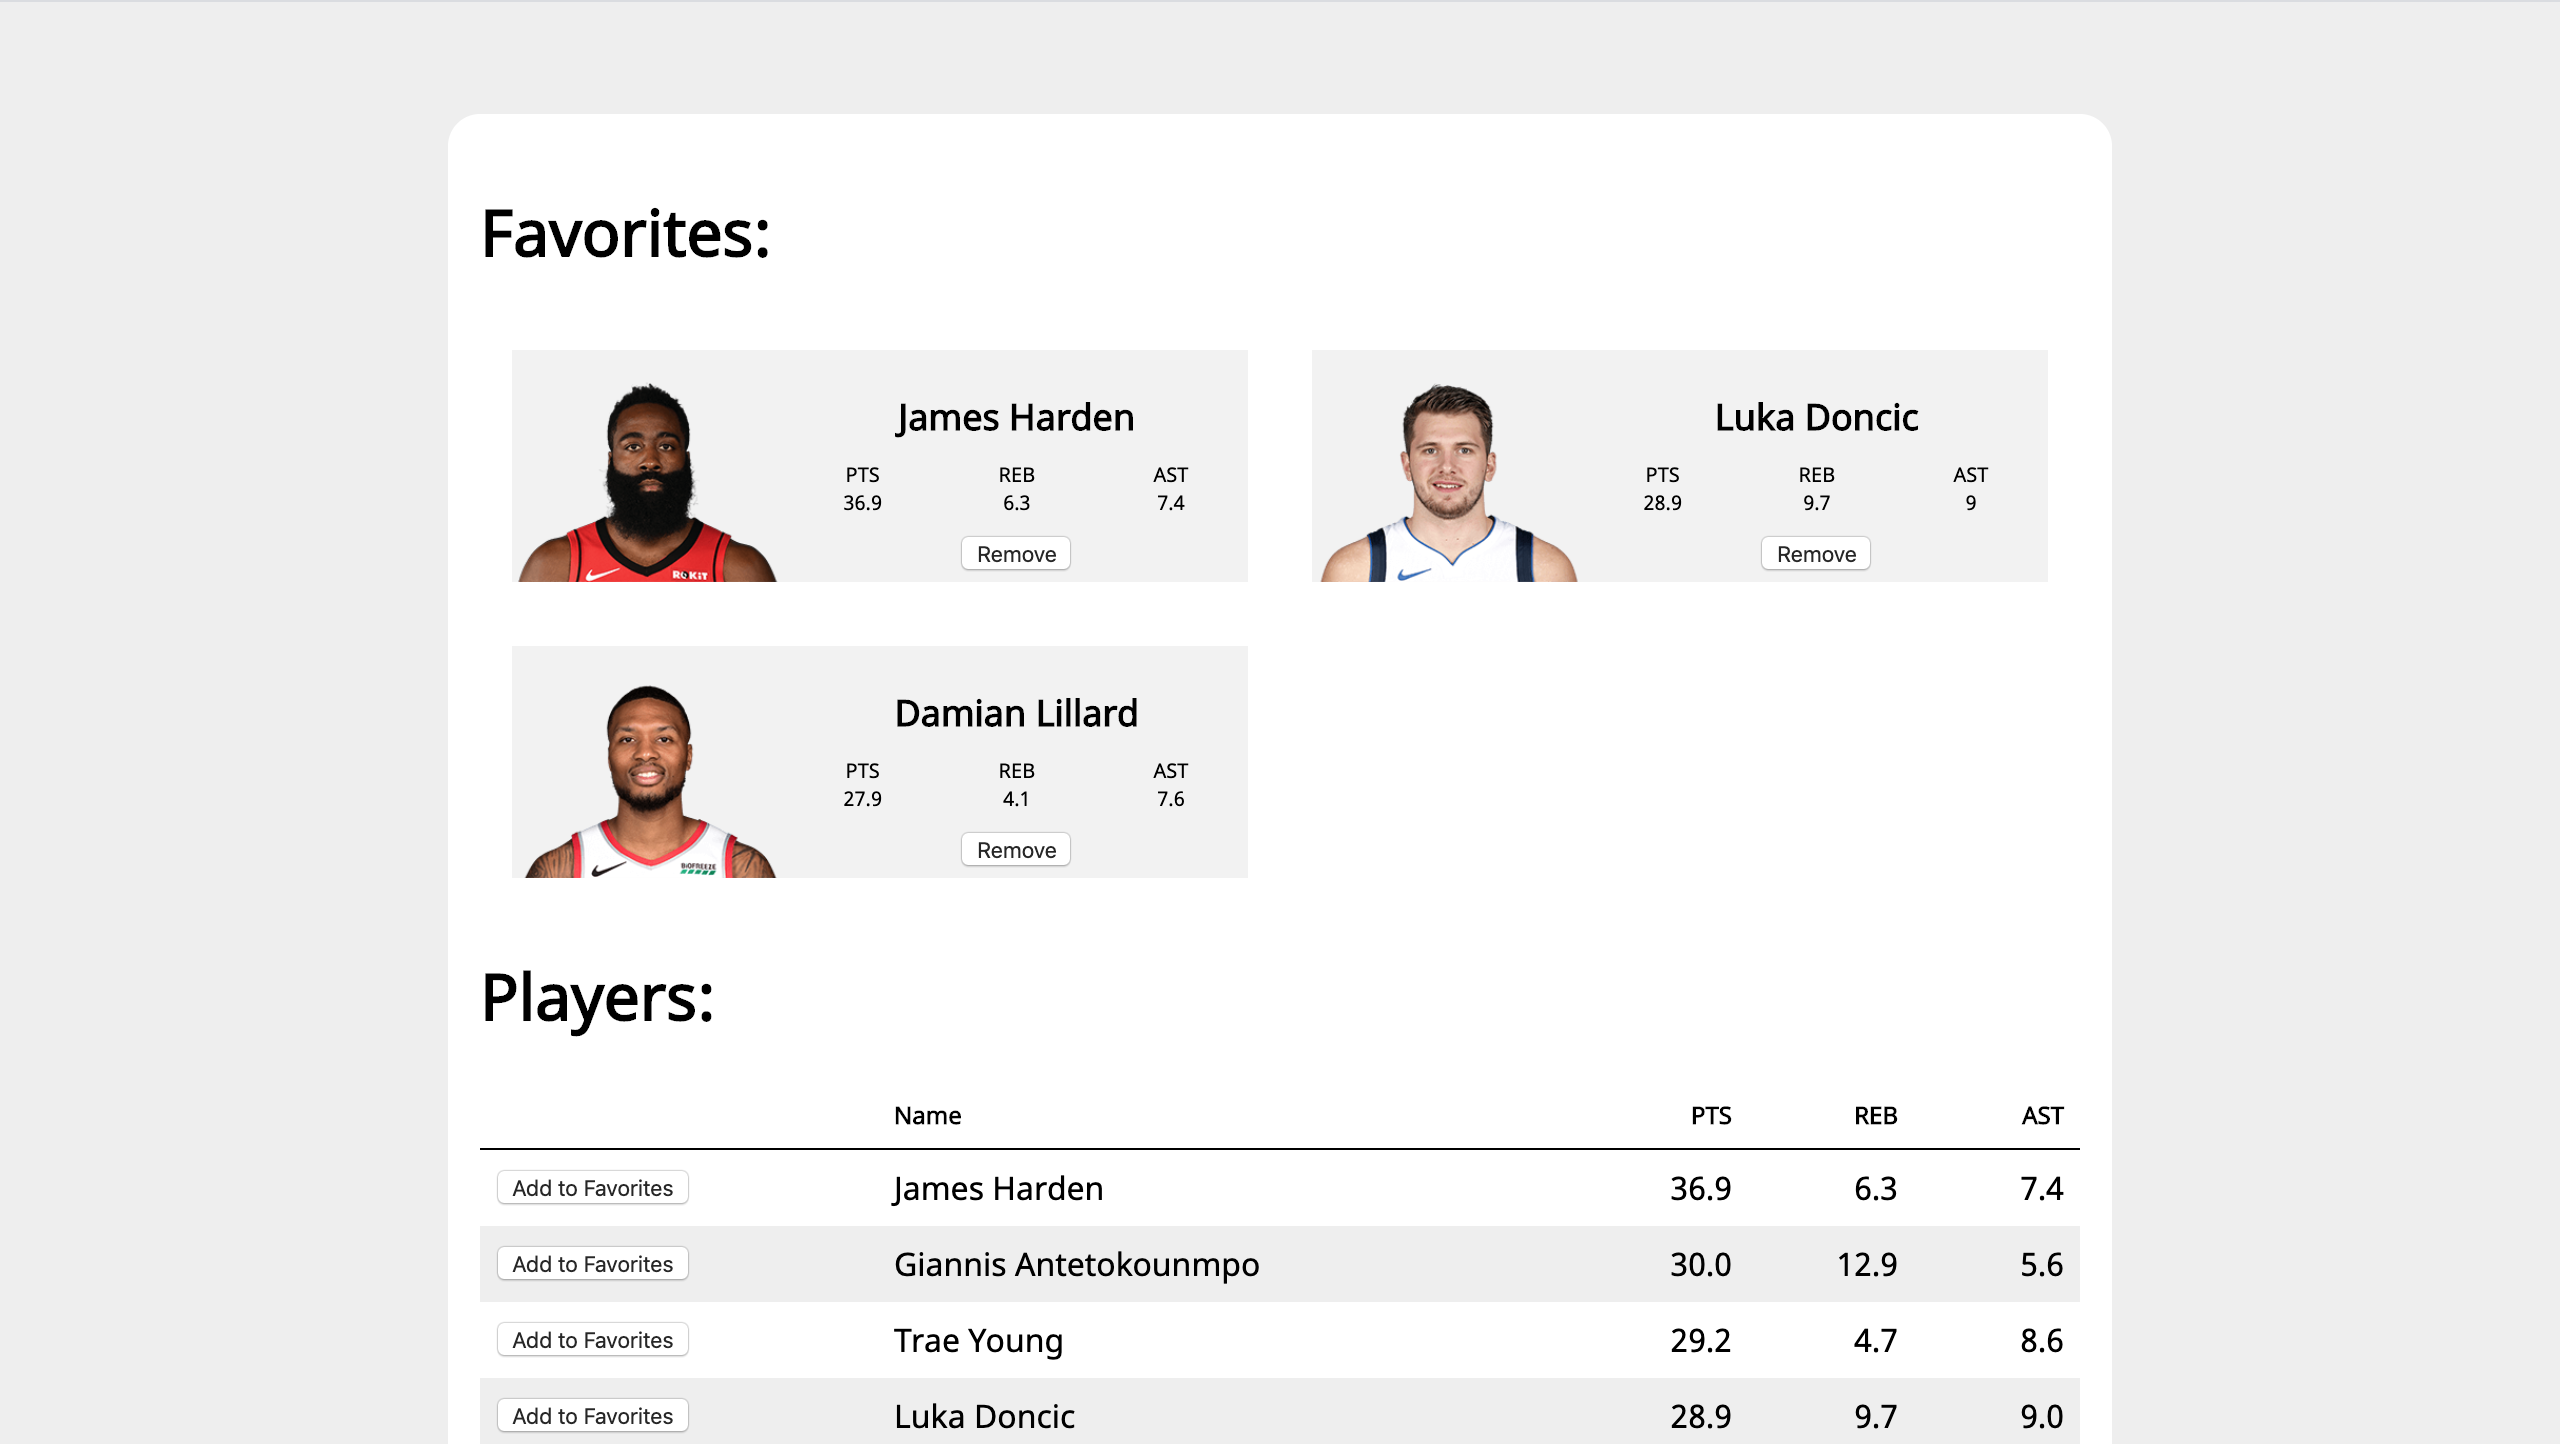 Favorites:
James Harden
PTS REB AST
36.9 6.3 7.4
Remove
ROKiT
Luka Doncic
PTS REB AST
28.9 9.7 9
Remove
Damian Lillard
PTS REB AST
27.9 4.1 7.6
Remove
BIOFREEZE
Players:
Name PTS REB AST
Add to Favorites James Harden 36.9 6.3 7.4
Add to Favorites Giannis Antetokounmpo 30.0 12.9 5.6
Add to Favorites Trae Young 29.2 4.7 8.6
Add to Favorites Luka Doncic 28.9 9.7 9.0